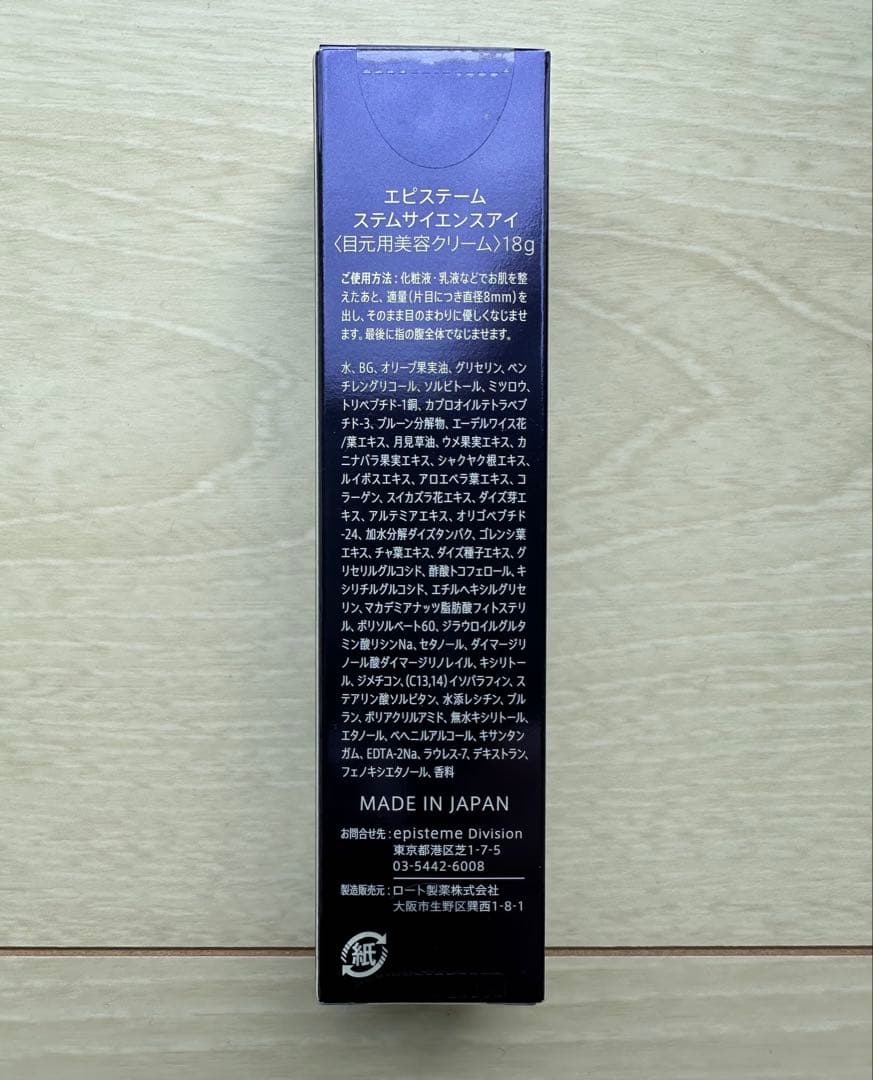 エピステーム
ステムサイエンスアイ
〈目元用美容クリーム〉18g
ご使用方法：化粧液・乳液などでお肌を整
えたあと、適量(片目につき直径8mm)を
出し、そのまま目のまわりに優しくなじませ
ます。最後に指の腹全体でなじませます。
水、BG、オリーブ果実油、グリセリン、ペン
チレングリコール、ソルビトール、ミツロウ、
トリペプチド-1銅、カプロオイルテトラペプ
チド-3、プルーン分解物、エーデルワイス花
/葉エキス、月見草油、ウメ果実エキス、カ
ニナバラ果実エキス、シャクヤク根エキス、
ルイボスエキス、アロエベラ葉エキス、コ
ラーゲン、スイカズラ花エキス、ダイズ芽エ
キス、アルテミアエキス、オリゴペプチド
-24、加水分解ダイズタンパク、ゴレンシ葉
エキス、チャ葉エキス、ダイズ種子エキス、グ
リセリルグルコシド、酢酸トコフェロール、キ
シリチルグルコシド、エチルヘキシルグリセ
リン、マカデミアナッツ脂肪酸フィトステリ
ル、ポリソルベート60、ジラウロイルグルタ
ミン酸リシンNa、セタノール、ダイマージリ
ノール酸ダイマージリノレイル、キシリトー
ル、ジメチコン、(C13,14)イソパラフィン、ス
テアリン酸ソルビタン、水添レシチン、プル
ラン、ポリアクリルアミド、無水キシリトール、
エタノール、ベヘニルアルコール、キサンタン
ガム、EDTA-2Na、ラウレス-7、デキストラン、
フェノキシエタノール、香料
MADE IN JAPAN
お問合せ先：episteme Division
東京都港区芝1-7-5
03-5442-6008
製造販売元：ロート製薬株式会社
大阪市生野区巽西1-8-1
紙